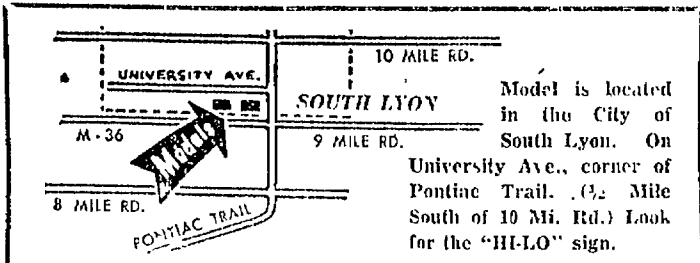 10 MILE RD.
UNIVERSITY AVE.
SOUTH LYON
M-36
Models
9 MILE RD.
8 MILE RD.
PONTIAC TRAIL
Model is located
in the City of
South Lyon. On
University Ave., corner of
Pontiac Trail. (½ Mile
South of 10 Mi. Rd.) Look
for the "HI-LO" sign.